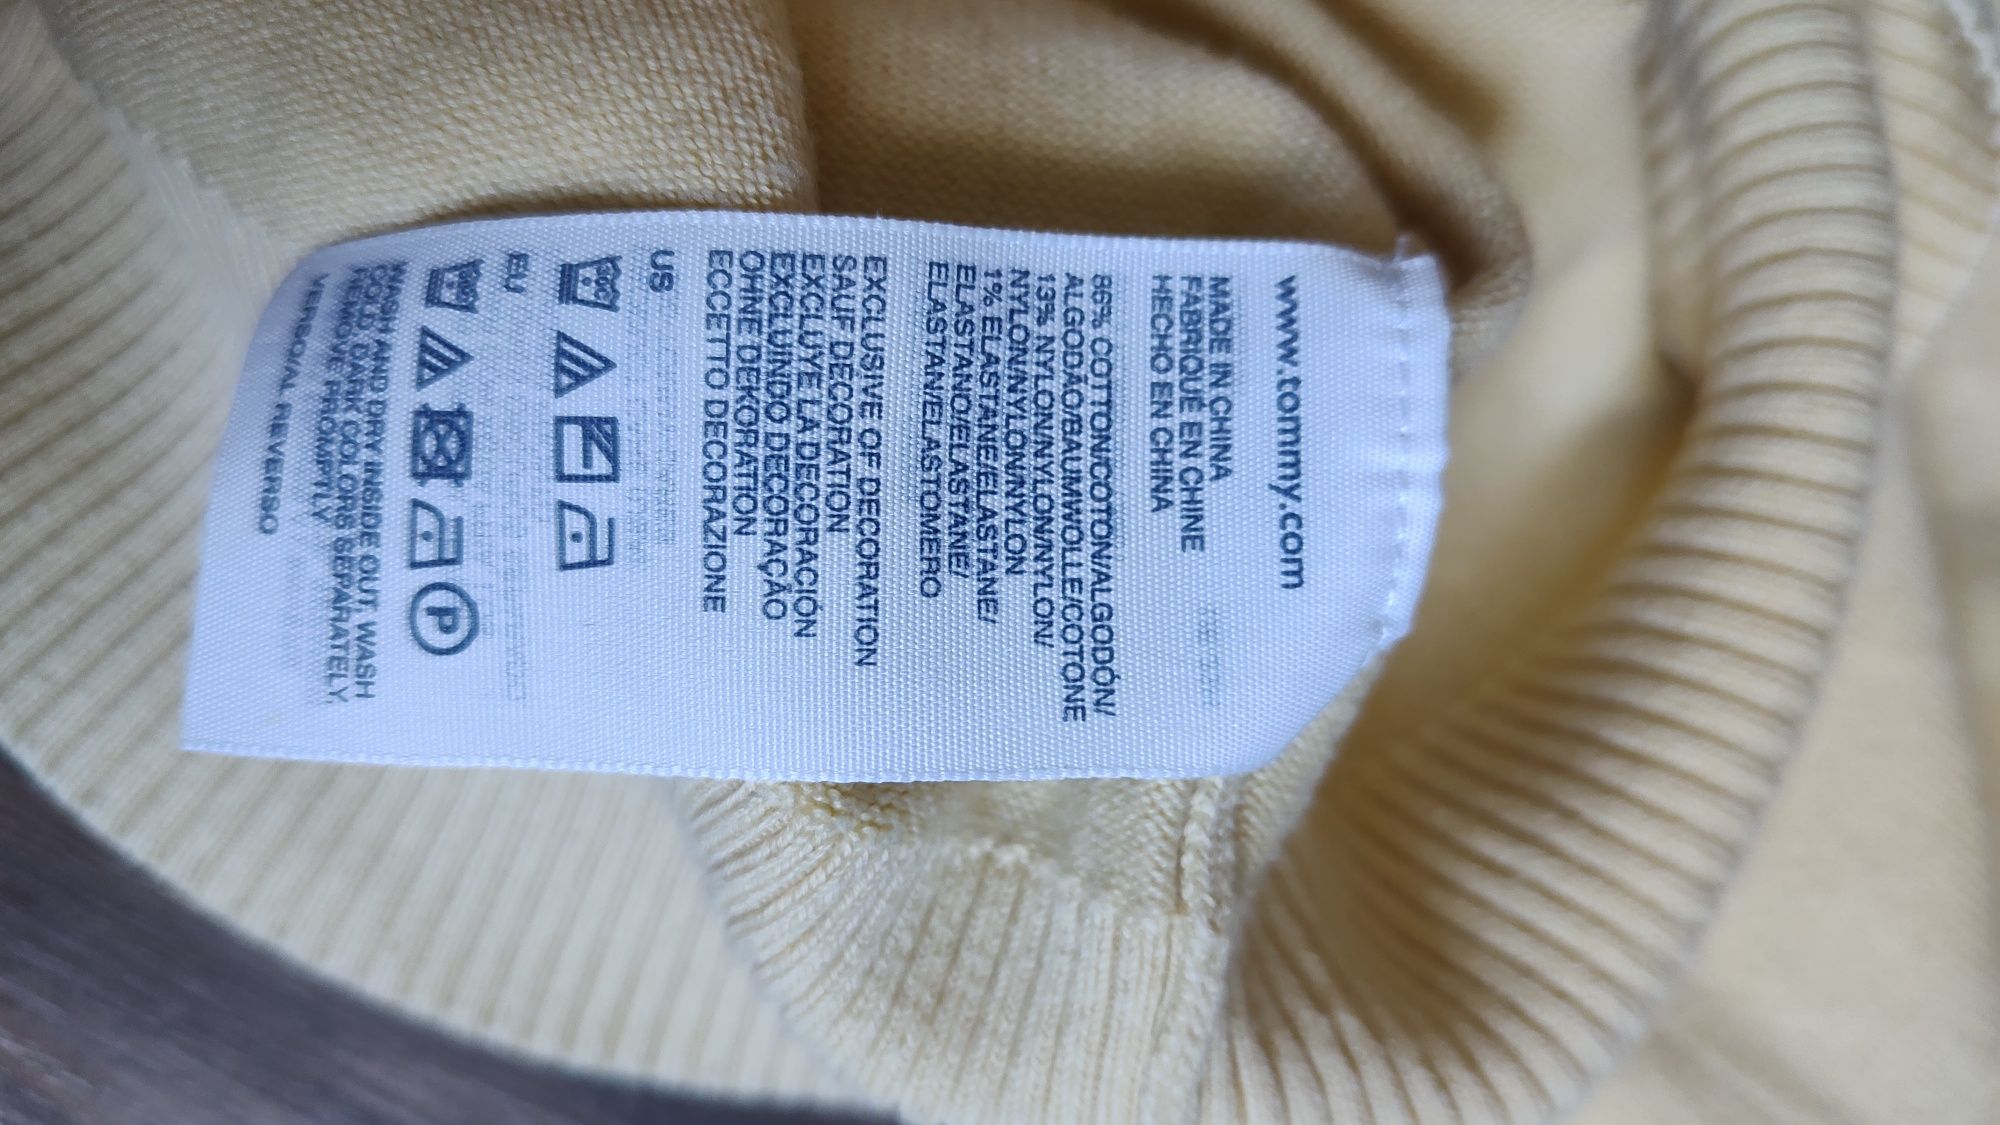 www.tommy.com
MADE IN CHINA
FABRIQUÉ EN CHINE
HECHO EN CHINA
86% COTTON/COTON/ALGODÓN/
ALGODÃO/BAUMWOLLE/COTONE
13% NYLON/NYLON/NYLON/
NYLON/NYLON/NYLON
1% ELASTANE/ELASTANE/
ELASTANO/ELASTANE/
ELASTAN/ELASTOMERO
EXCLUSIVE OF DECORATION
SAUF DECORATION
EXCLUYE LA DECORACIÓN
EXCLUINDO DECORAÇÃO
OHNE DEKORATION
ECCETTO DECORAZIONE
US
EU
P
WASH AND DRY INSIDE OUT, WASH
COLD, DARK COLORS SEPARATELY,
REMOVE PROMPTLY
VERSO/AL REVERSO